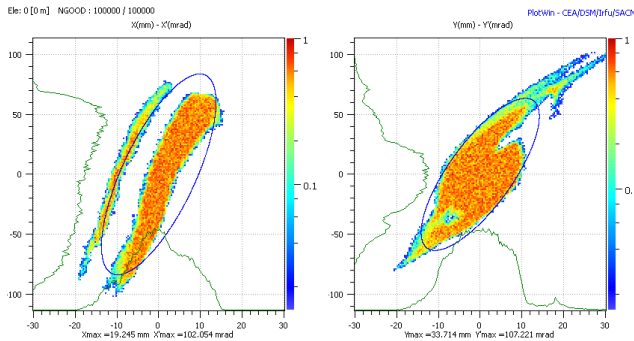 Ele: 0 [0 m] NGOOD : 100000 / 100000
PlotWin - CEA/DSM/Irfu/SACM
X(mm) - X'(mrad)
Y(mm) - Y'(mrad)
1
1
100
100
50
50
0
0
0.1
0.
-50
-50
-100
-100
-30 -20 -10 0 10 20 30
-30 -20 -10 0 10 20 30
Xmax =19.245 mm X'max =102.054 mrad
Ymax =33.714 mm Y'max =107.221 mrad